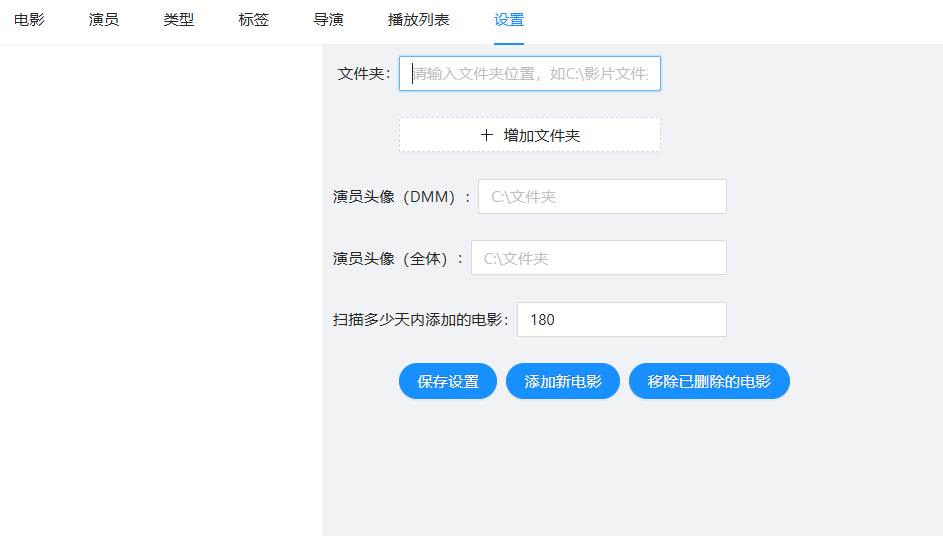 电影 演员 类型 标签 导演 播放列表 设置
文件夹: 请输入文件夹位置，如C:\影片文件
+ 增加文件夹
演员头像（DMM）: C:\文件夹
演员头像（全体）: C:\文件夹
扫描多少天内添加的电影: 180
保存设置 添加新电影 移除已删除的电影